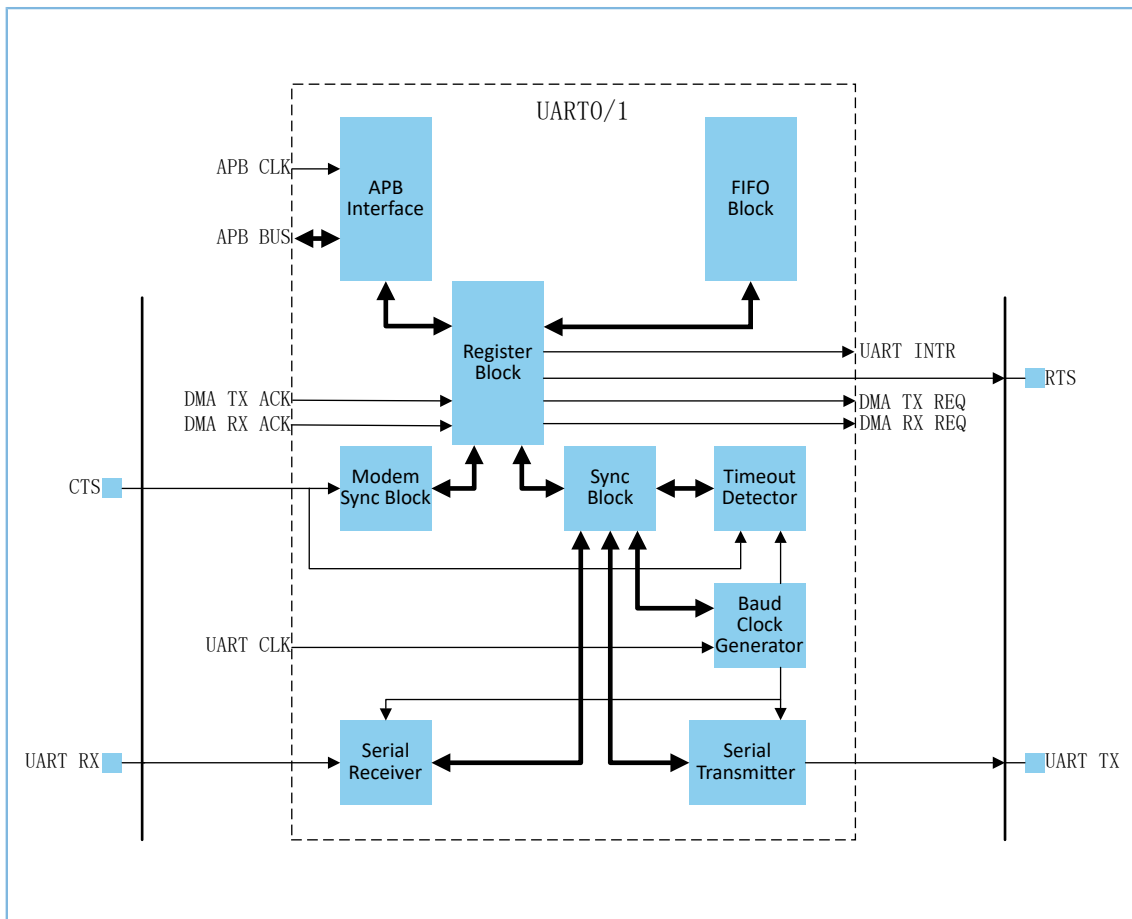 UART0/1
APB CLK
APB
Interface
FIFO
Block
APB BUS
Register
Block
UART INTR
RTS
DMA TX ACK
DMA TX REQ
DMA RX ACK
DMA RX REQ
CTS
Modem
Sync Block
Sync
Block
Timeout
Detector
Baud
Clock
Generator
UART CLK
Serial
Receiver
Serial
Transmitter
UART RX
UART TX